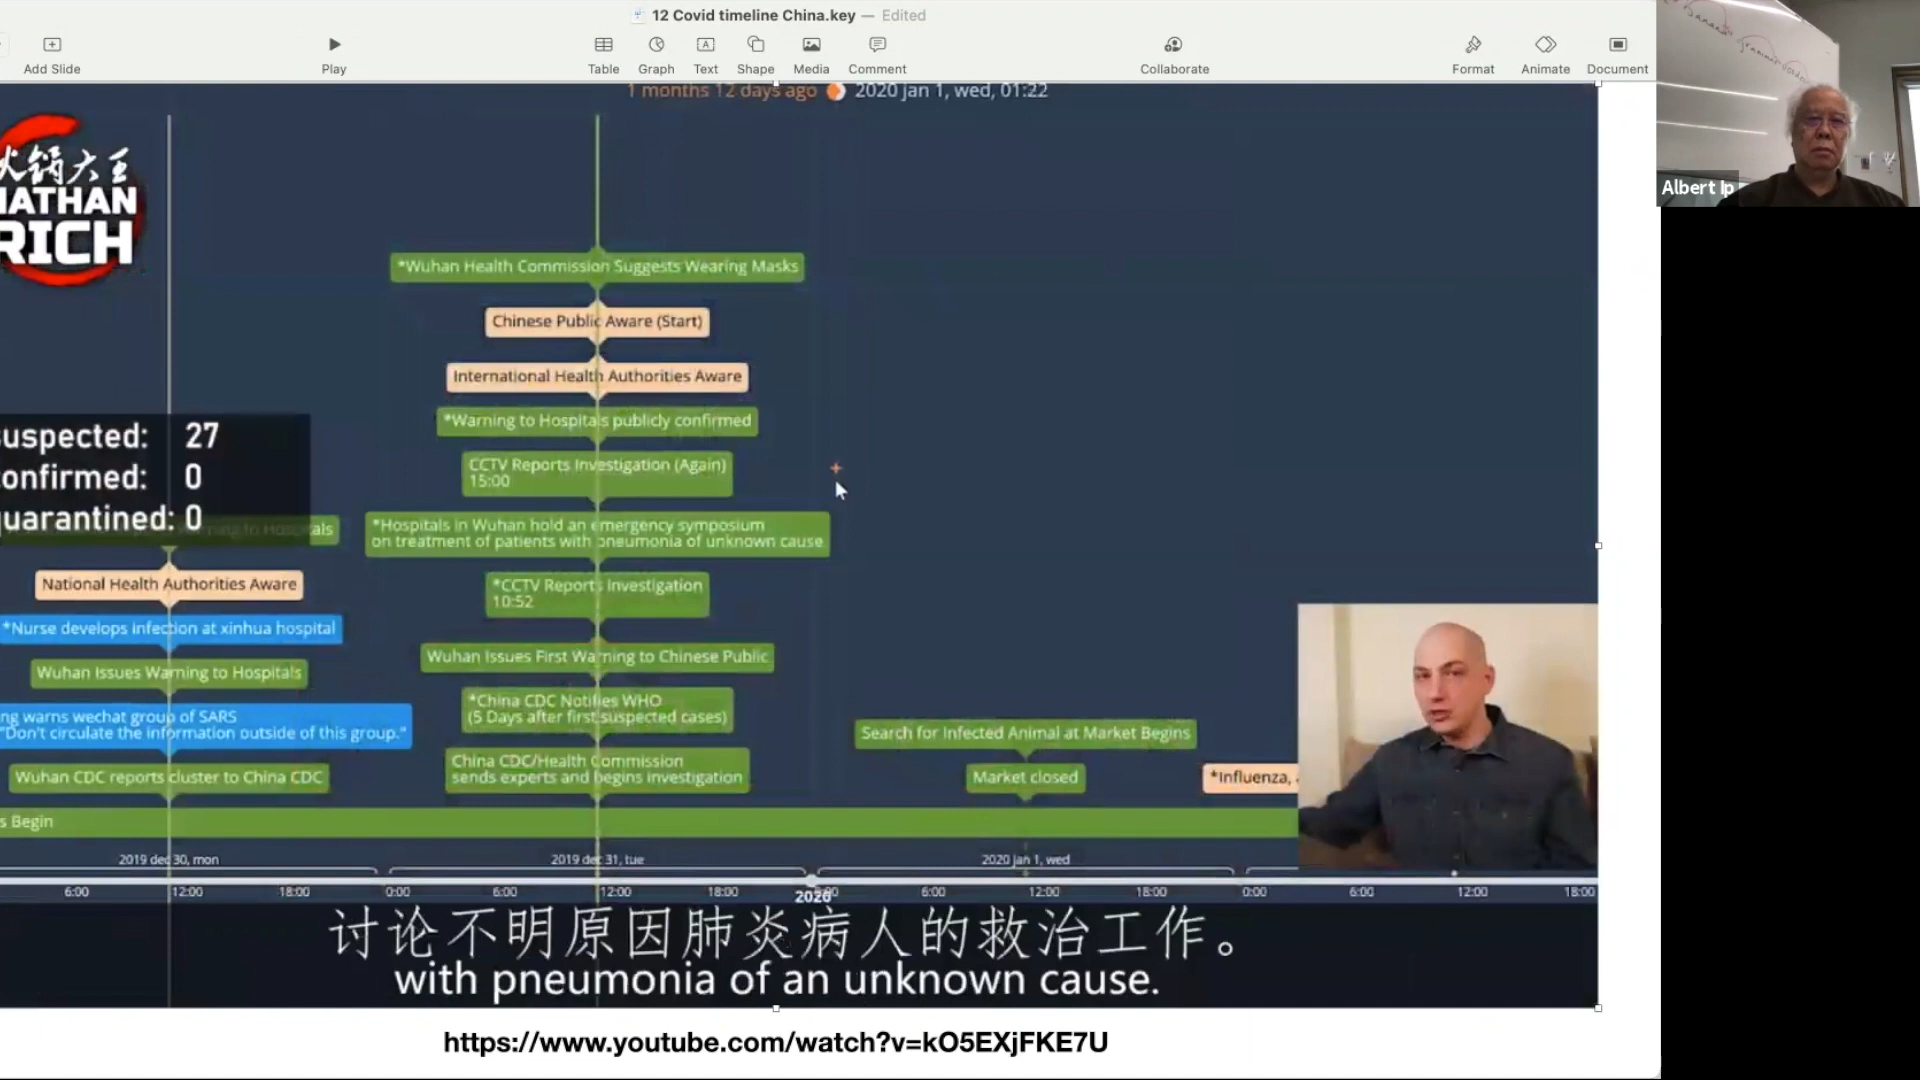 12 Covid timeline China.key — Edited
Add Slide
Play
Table
Graph
Text
Shape
Media
Comment
Collaborate
Format
Animate
Document
1 months 12 days ago
2020 jan 1, wed, 01:22
火锅大王
NATHAN
RICH
Albert Ip
*Wuhan Health Commission Suggests Wearing Masks
Chinese Public Aware (Start)
International Health Authorities Aware
*Warning to Hospitals publicly confirmed
CCTV Reports Investigation (Again)
15:00
*Hospitals in Wuhan hold an emergency symposium
on treatment of patients with pneumonia of unknown cause
*CCTV Reports Investigation
10:52
Wuhan Issues First Warning to Chinese Public
*China CDC Notifies WHO
(5 Days after first suspected cases)
China CDC/Health Commission
sends experts and begins investigation
suspected: 27
confirmed: 0
quarantined: 0
National Health Authorities Aware
*Nurse develops infection at xinhua hospital
Wuhan Issues Warning to Hospitals
ng warns wechat group of SARS
"Don't circulate the information outside of this group."
Wuhan CDC reports cluster to China CDC
Search for Infected Animal at Market Begins
Market closed
*Influenza,
s Begin
2019 dec 30, mon
2019 dec 31, tue
2020 jan 1, wed
6:00 12:00 18:00 0:00 6:00 12:00 18:00 2020 6:00 12:00 18:00 0:00 6:00 12:00 18:00
讨论不明原因肺炎病人的救治工作。
with pneumonia of an unknown cause.
https://www.youtube.com/watch?v=kO5EXjFKE7U